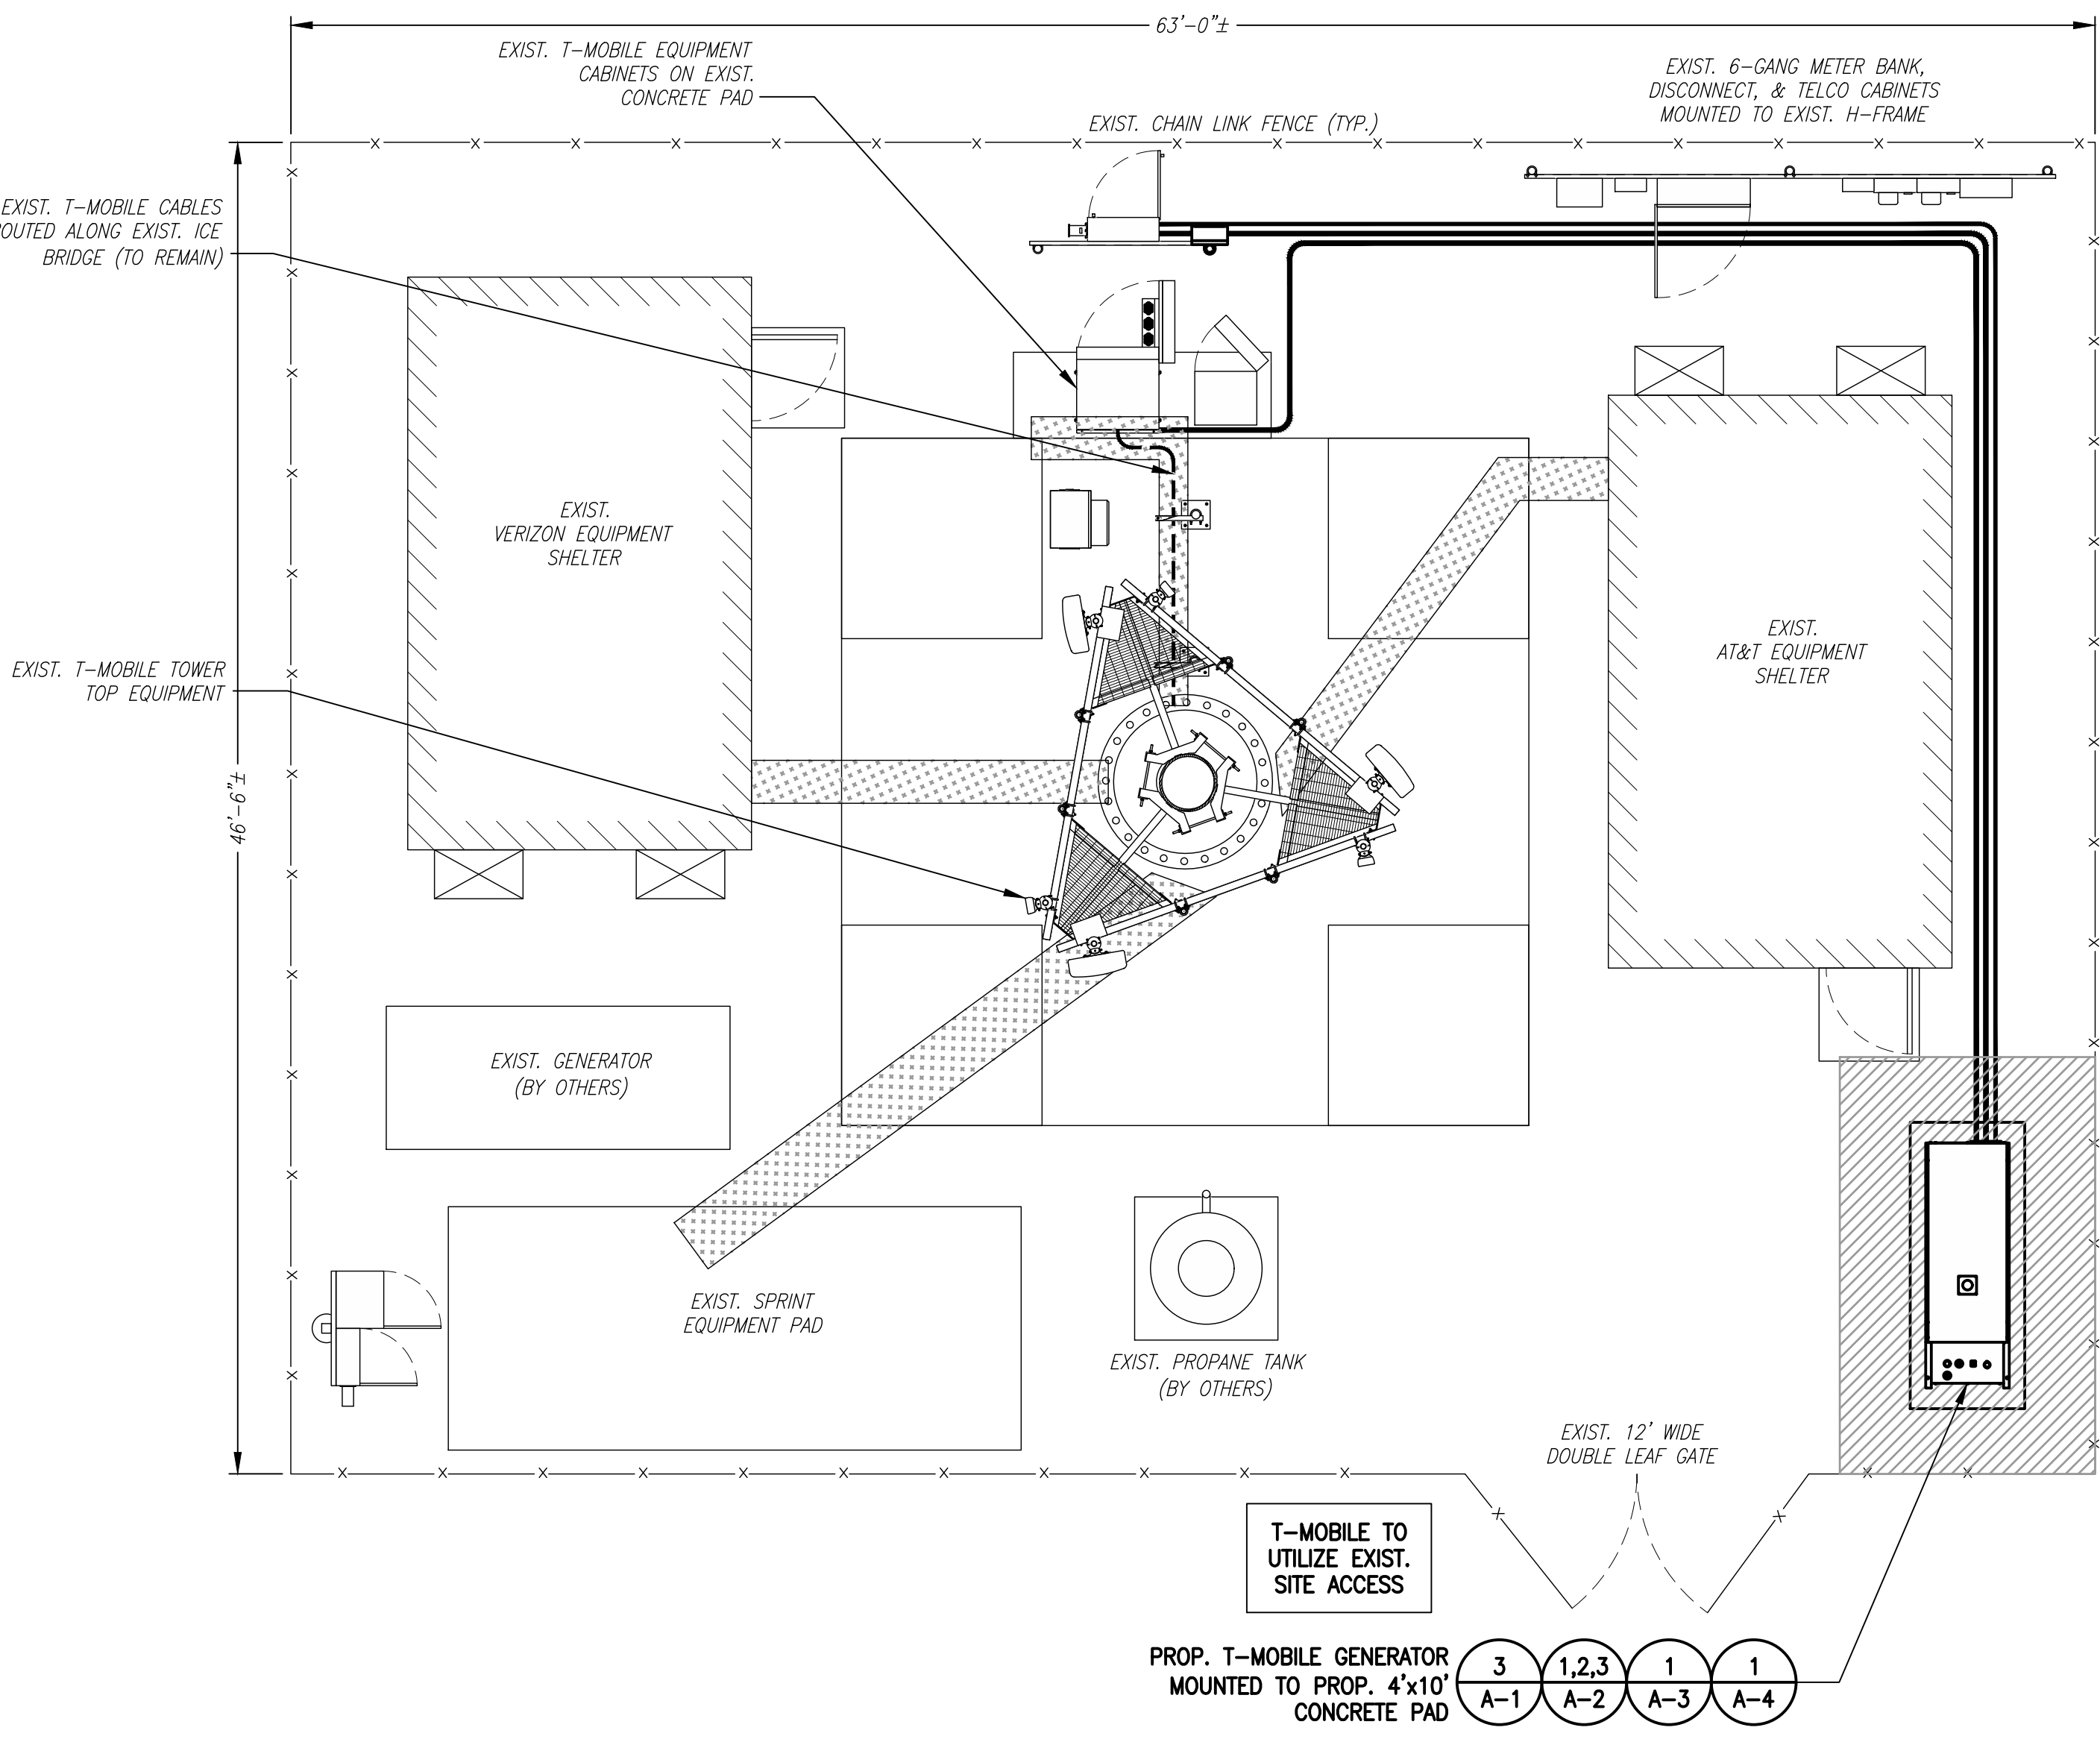 63'-0"±
EXIST. T-MOBILE EQUIPMENT
CABINETS ON EXIST.
CONCRETE PAD
EXIST. 6-GANG METER BANK,
DISCONNECT, & TELCO CABINETS
MOUNTED TO EXIST. H-FRAME
EXIST. CHAIN LINK FENCE (TYP.)
EXIST. T-MOBILE CABLES
ALONG EXIST. ICE
BRIDGE (TO REMAIN)
EXIST.
VERIZON EQUIPMENT
SHELTER
EXIST.
AT&T EQUIPMENT
SHELTER
EXIST. T-MOBILE TOWER
TOP EQUIPMENT
46'-6"±
EXIST. GENERATOR
(BY OTHERS)
EXIST. SPRINT
EQUIPMENT PAD
EXIST. PROPANE TANK
(BY OTHERS)
EXIST. 12' WIDE
DOUBLE LEAF GATE
T-MOBILE TO
UTILIZE EXIST.
SITE ACCESS
PROP. T-MOBILE GENERATOR
MOUNTED TO PROP. 4'x10'
CONCRETE PAD
3
A-1
1,2,3
A-2
1
A-3
1
A-4